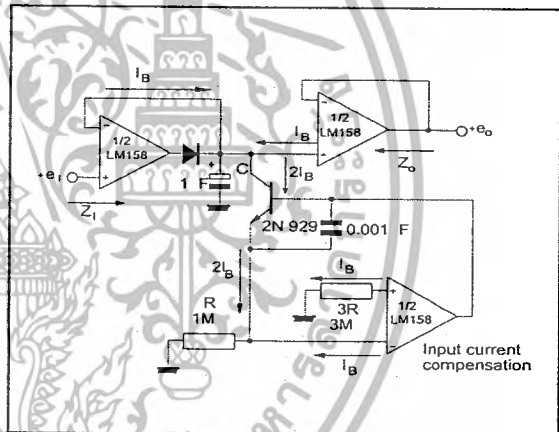 I_B
1/2
LM158
+e_I
Z_I
1 F
+
C
I_B
2I_B
1/2
LM158
+e_o
Z_o
2N 929
0.001 F
2I_B
R
1M
I_B
3R
3M
1/2
LM158
I_B
Input current
compensation